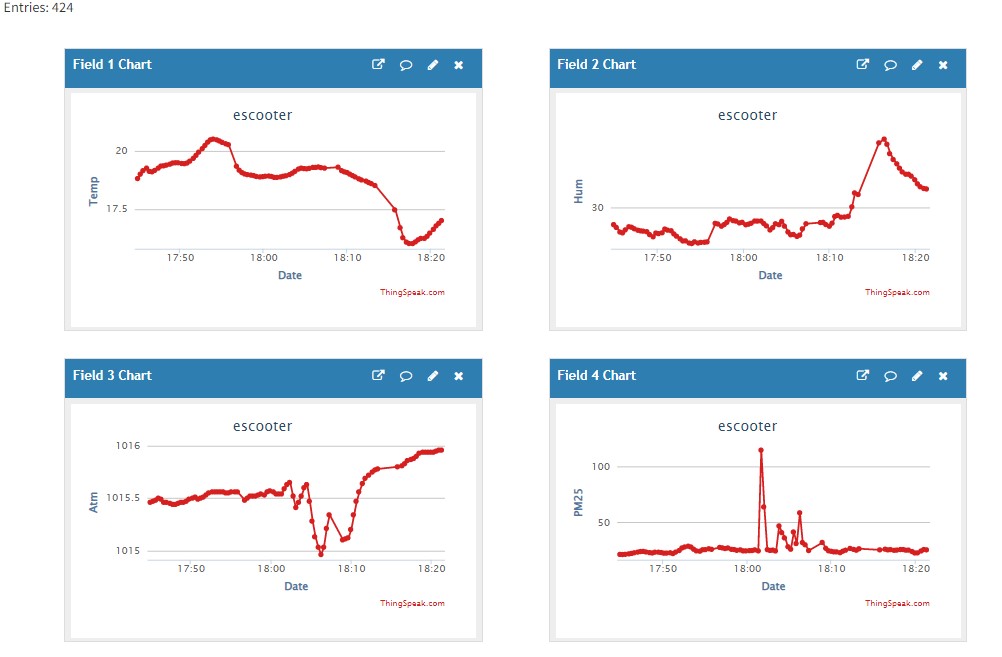 Entries: 424
Field 1 Chart
escooter
Temp
20
17.5
17:50 18:00 18:10 18:20
Date
ThingSpeak.com
Field 2 Chart
escooter
Hum
30
17:50 18:00 18:10 18:20
Date
ThingSpeak.com
Field 3 Chart
escooter
Atm
1016
1015.5
1015
17:50 18:00 18:10 18:20
Date
ThingSpeak.com
Field 4 Chart
escooter
PM25
100
50
17:50 18:00 18:10 18:20
Date
ThingSpeak.com